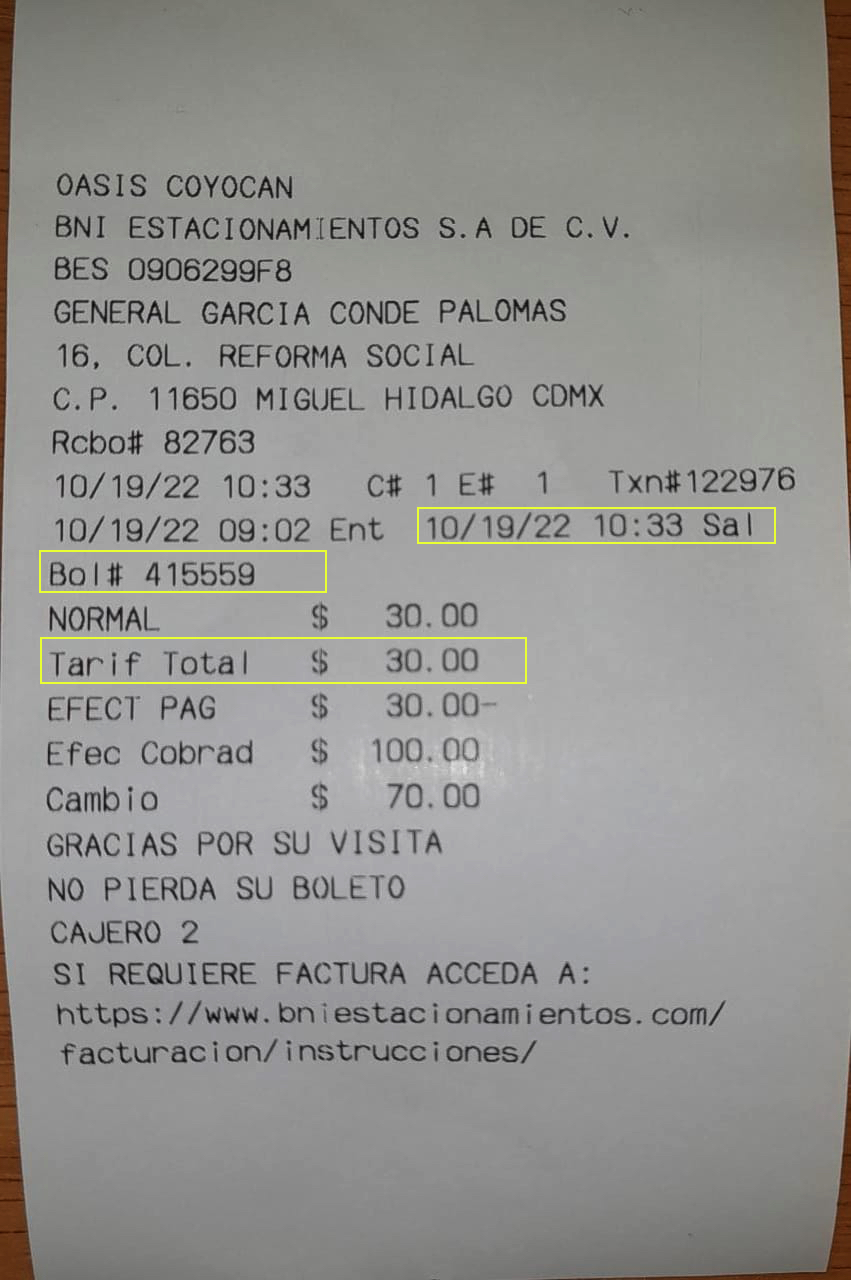 OASIS COYOCAN
BNI ESTACIONAMIENTOS S.A DE C.V.
BES 0906299F8
GENERAL GARCIA CONDE PALOMAS
16, COL. REFORMA SOCIAL
C.P. 11650 MIGUEL HIDALGO CDMX
Rcbo# 82763
10/19/22 10:33 C# 1 E# 1 Txn#122976
10/19/22 09:02 Ent 10/19/22 10:33 Sal
Bol# 415559
NORMAL $ 30.00
Tarif Total $ 30.00
EFECT PAG $ 30.00-
Efec Cobrad $ 100.00
Cambio $ 70.00
GRACIAS POR SU VISITA
NO PIERDA SU BOLETO
CAJERO 2
SI REQUIERE FACTURA ACCEDA A:
https://www.bniestacionamientos.com/
facturacion/instrucciones/